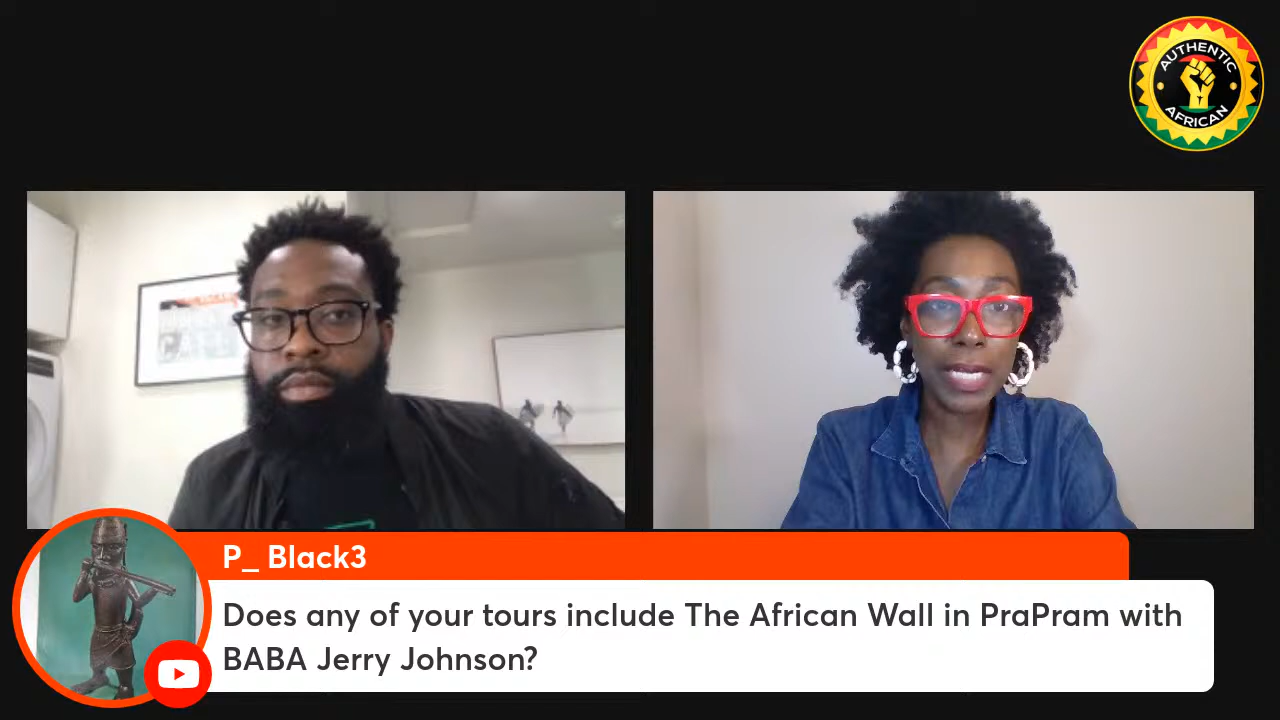 AUTHENTIC
AFRICAN
P_ Black3
Does any of your tours include The African Wall in PraPram with
BABA Jerry Johnson?